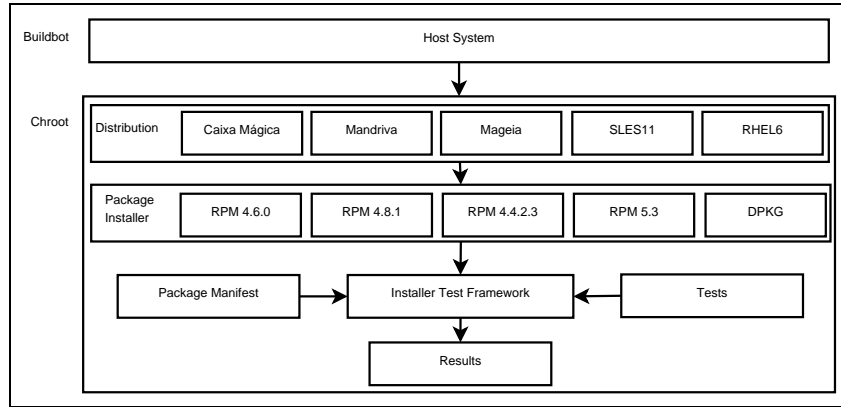 Buildbot
Host System
Chroot
Distribution
Caixa Mágica
Mandriva
Mageia
SLES11
RHEL6
Package
Installer
RPM 4.6.0
RPM 4.8.1
RPM 4.4.2.3
RPM 5.3
DPKG
Package Manifest
Installer Test Framework
Tests
Results